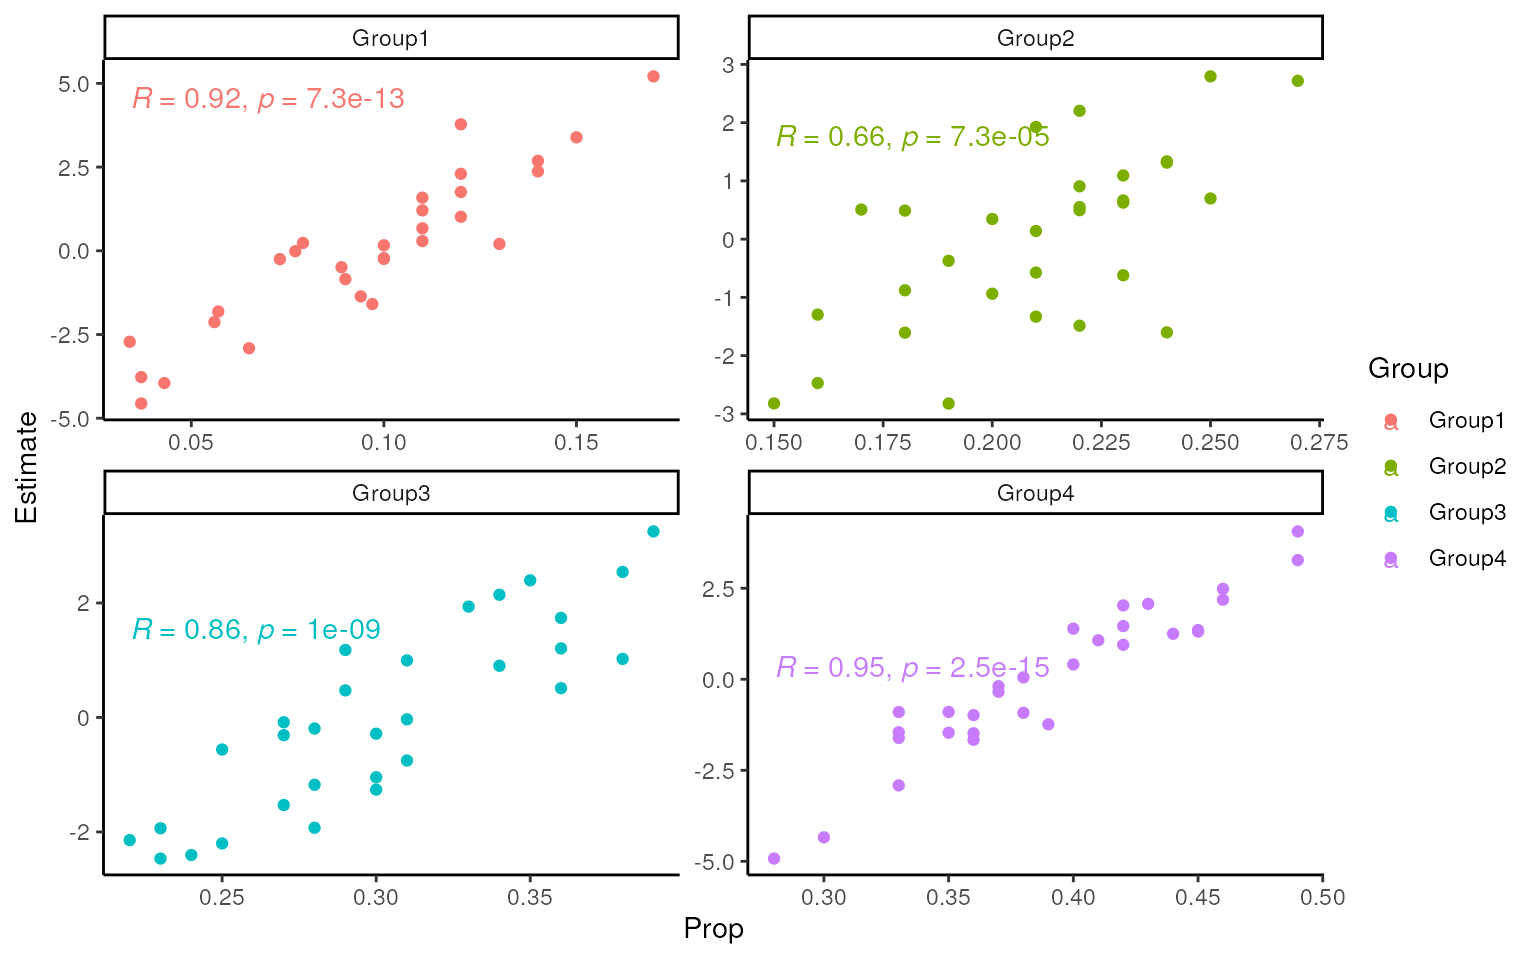 Group1
Group2
5.0
2.5
0.0
-2.5
-5.0
R = 0.92, p = 7.3e-13
0.05
0.10
0.15
3
2
1
0
-1
-2
-3
R = 0.66, p = 7.3e-05
0.150
0.175
0.200
0.225
0.250
0.275
Estimate
Group3
Group4
2
0
-2
R = 0.86, p = 1e-09
0.25
0.30
0.35
2.5
0.0
-2.5
-5.0
R = 0.95, p = 2.5e-15
0.30
0.35
0.40
0.45
0.50
Prop
Group
a Group1
a Group2
a Group3
a Group4